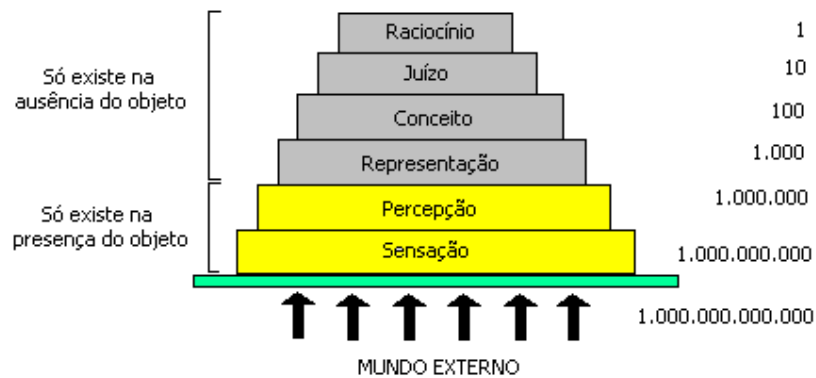 Raciocínio 1
Juízo 10
Só existe na
ausência do objeto
Conceito 100
Representação 1.000
Percepção 1.000.000
Só existe na
presença do objeto
Sensação 1.000.000.000
1.000.000.000.000
MUNDO EXTERNO